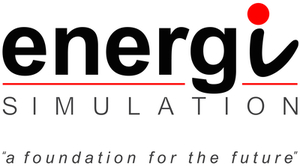 energi
SIMULATION
"a foundation for the future"